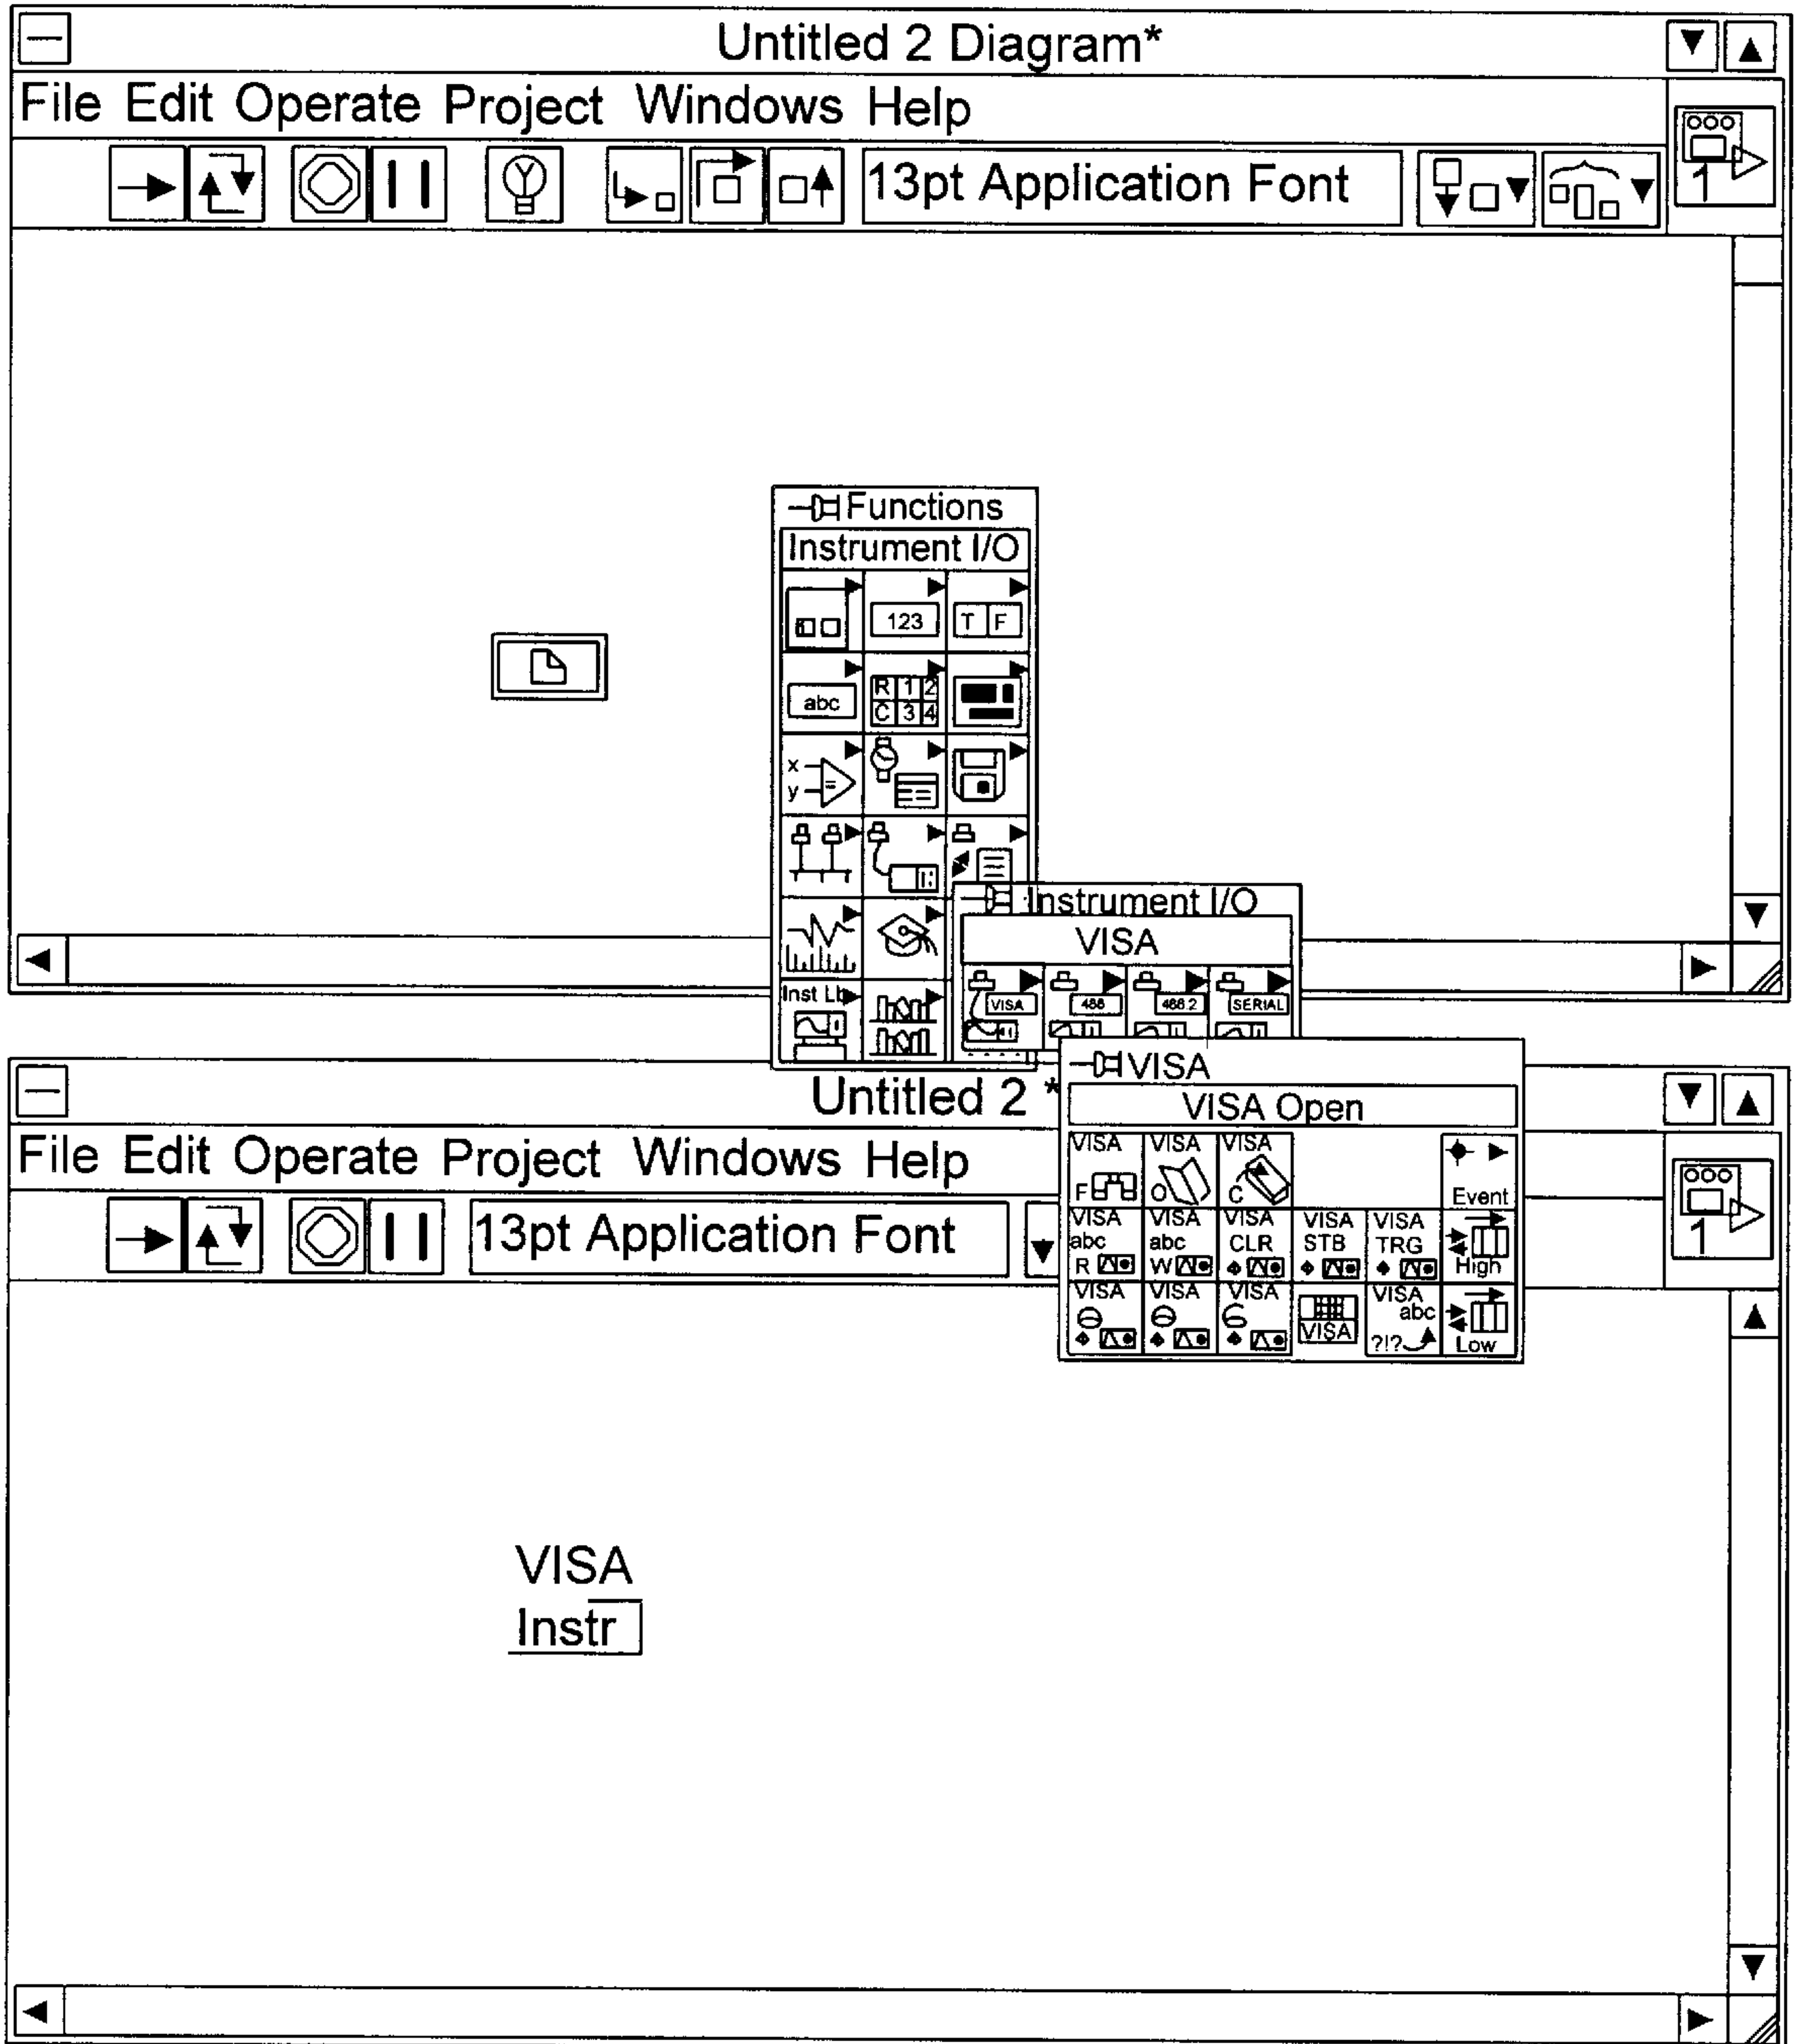 Untitled 2 Diagram*
File Edit Operate Project Windows Help
13pt Application Font
1
Functions
Instrument I/O
123
T F
abc
R 1 2
C 3 4
x
y
=
Inst Lb
Instrument I/O
VISA
VISA
488
488.2
SERIAL
VISA
VISA Open
VISA VISA VISA
F O C Event
VISA VISA VISA VISA VISA
abc abc CLR STB TRG
R W High
VISA VISA VISA VISA
abc
VISA
?!? Low
Untitled 2 *
File Edit Operate Project Windows Help
13pt Application Font
1
VISA
Instr